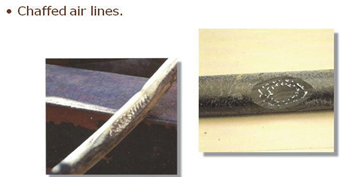 • Chaffed air lines.